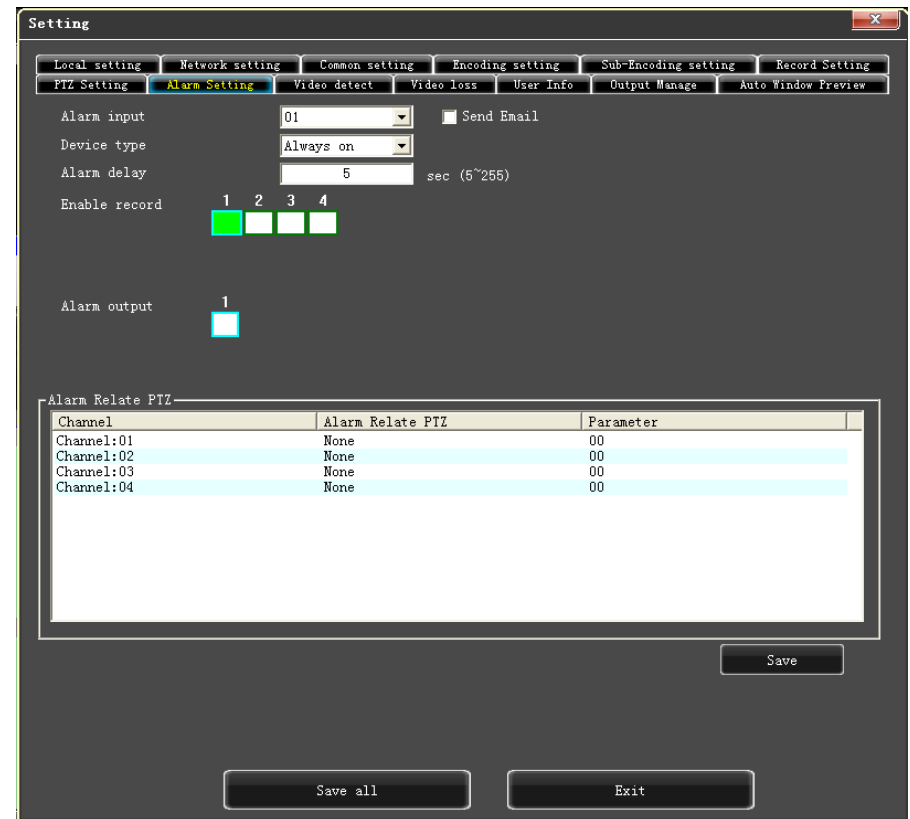 Setting
X
Local setting Network setting Common setting Encoding setting Sub-Encoding setting Record Setting
PTZ Setting Alarm Setting Video detect Video loss User Info Output Manage Auto Window Preview
Alarm input 01 Send Email
Device type Always on
Alarm delay 5 sec (5~255)
Enable record 1 2 3 4
Alarm output 1
Alarm Relate PTZ
Channel Alarm Relate PTZ Parameter
Channel:01 None 00
Channel:02 None 00
Channel:03 None 00
Channel:04 None 00
Save
Save all Exit